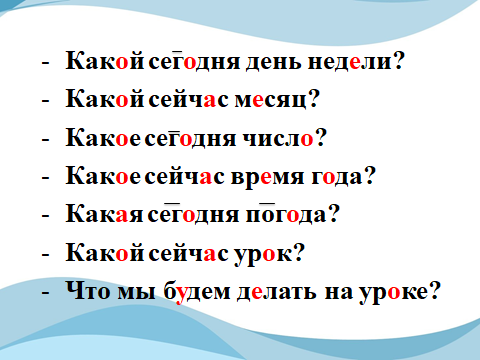 - Какой сегодня день недели?
- Какой сейчас месяц?
- Какое сегодня число?
- Какое сейчас время года?
- Какая сегодня погода?
- Какой сейчас урок?
- Что мы будем делать на уроке?